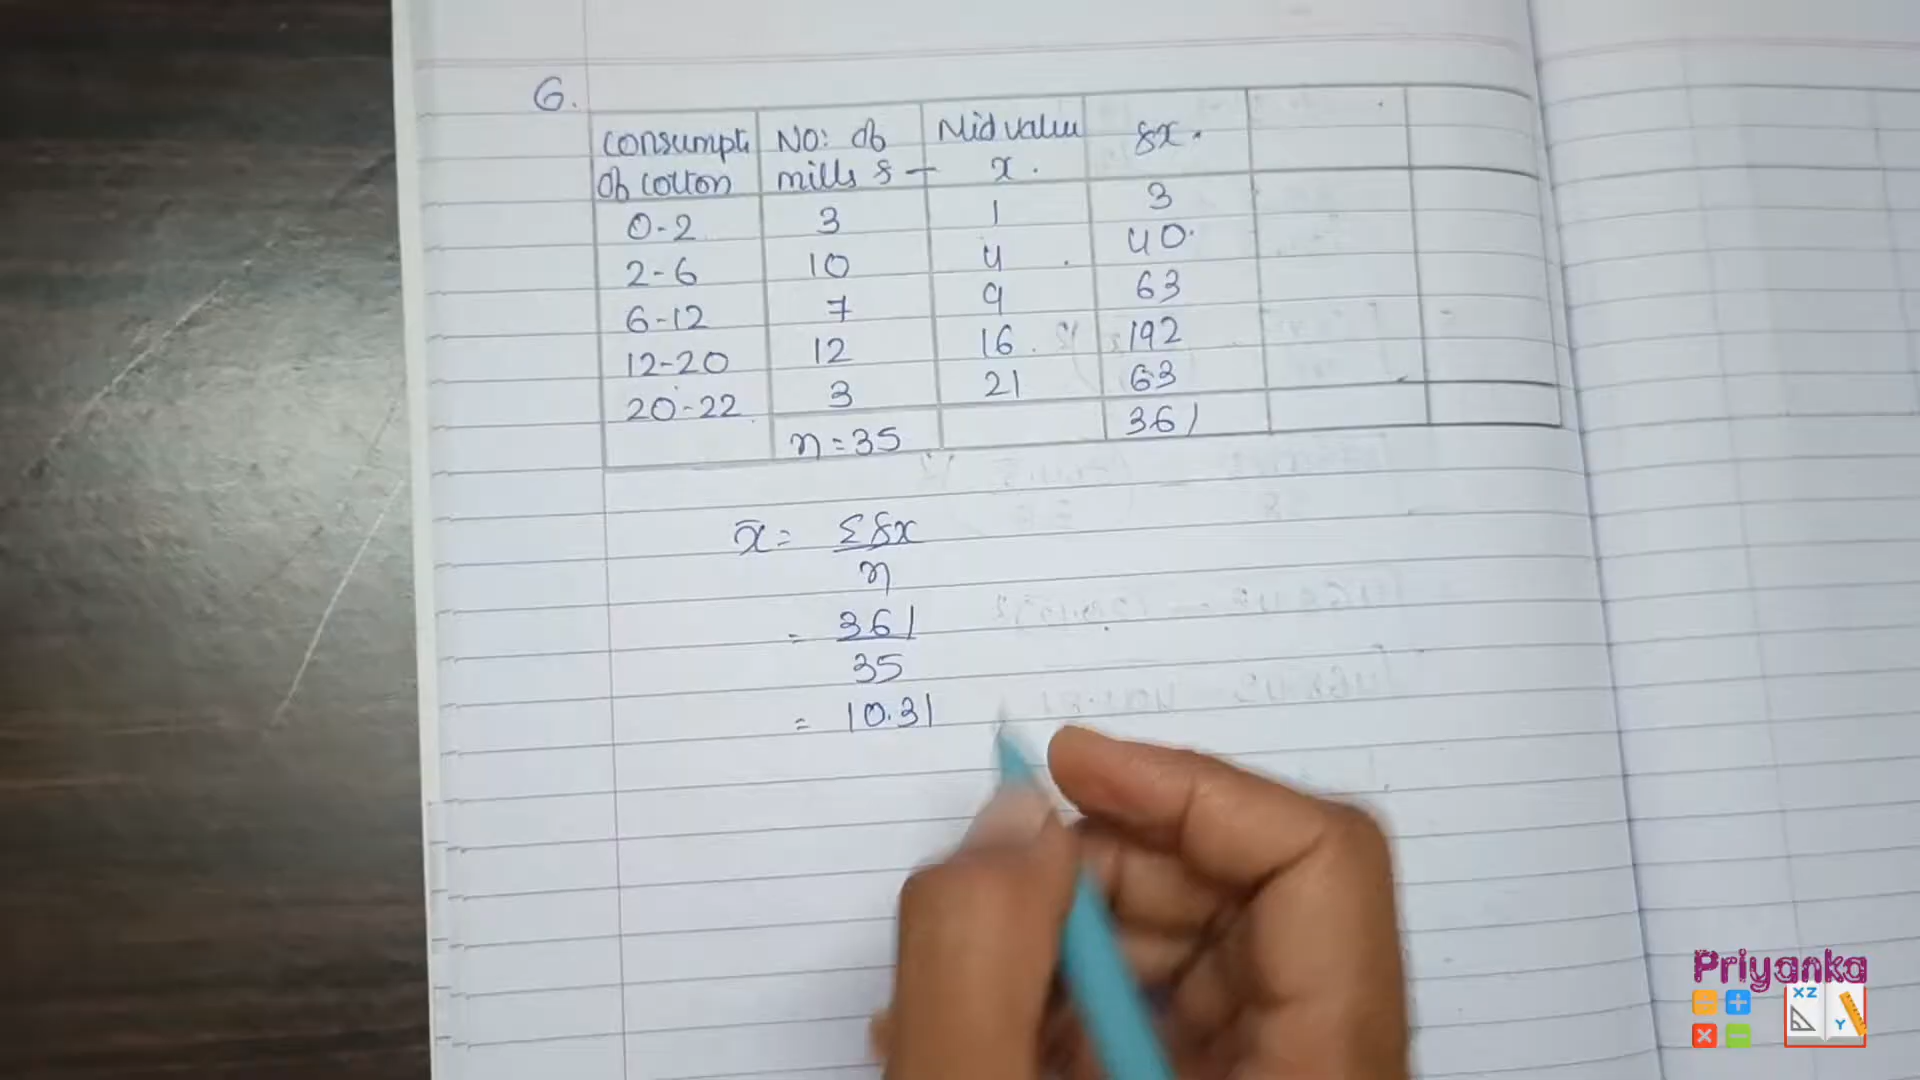 6.
consumpt No: of Mid value fx.
of cotton mills f x.
0-2 3 1 3
2-6 10 4 40
6-12 7 9 63
12-20 12 16 192
20-22 3 21 63
n=35 361
x̄ = Σfx
n
= 361
35
= 10.31
Priyanka
XZ
Y